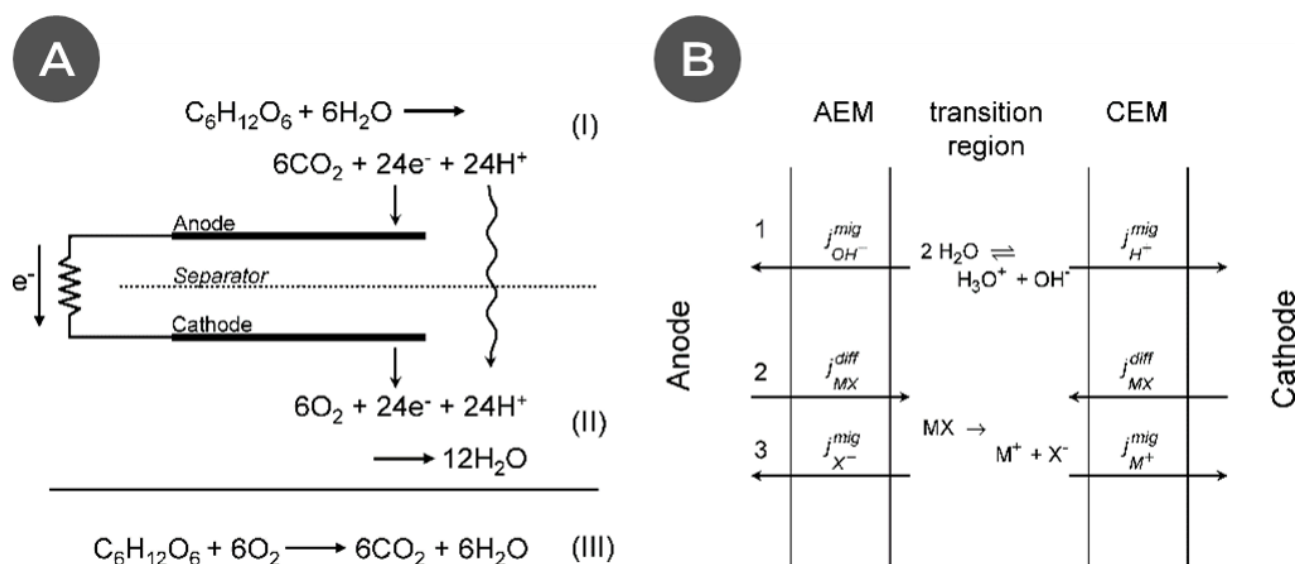 A
C₆H₁₂O₆ + 6H₂O ⟶ (I)
6CO₂ + 24e⁻ + 24H⁺
Anode
e⁻
Separator
Cathode
6O₂ + 24e⁻ + 24H⁺ (II)
⟶ 12H₂O
C₆H₁₂O₆ + 6O₂ ⟶ 6CO₂ + 6H₂O (III)
B
AEM transition region CEM
Anode
1 j^mig_OH⁻ 2 H₂O ⇌ j^mig_H⁺
H₃O⁺ + OH⁻
2 j^diff_MX j^diff_MX
MX →
3 j^mig_X⁻ M⁺ + X⁻ j^mig_M⁺
Cathode